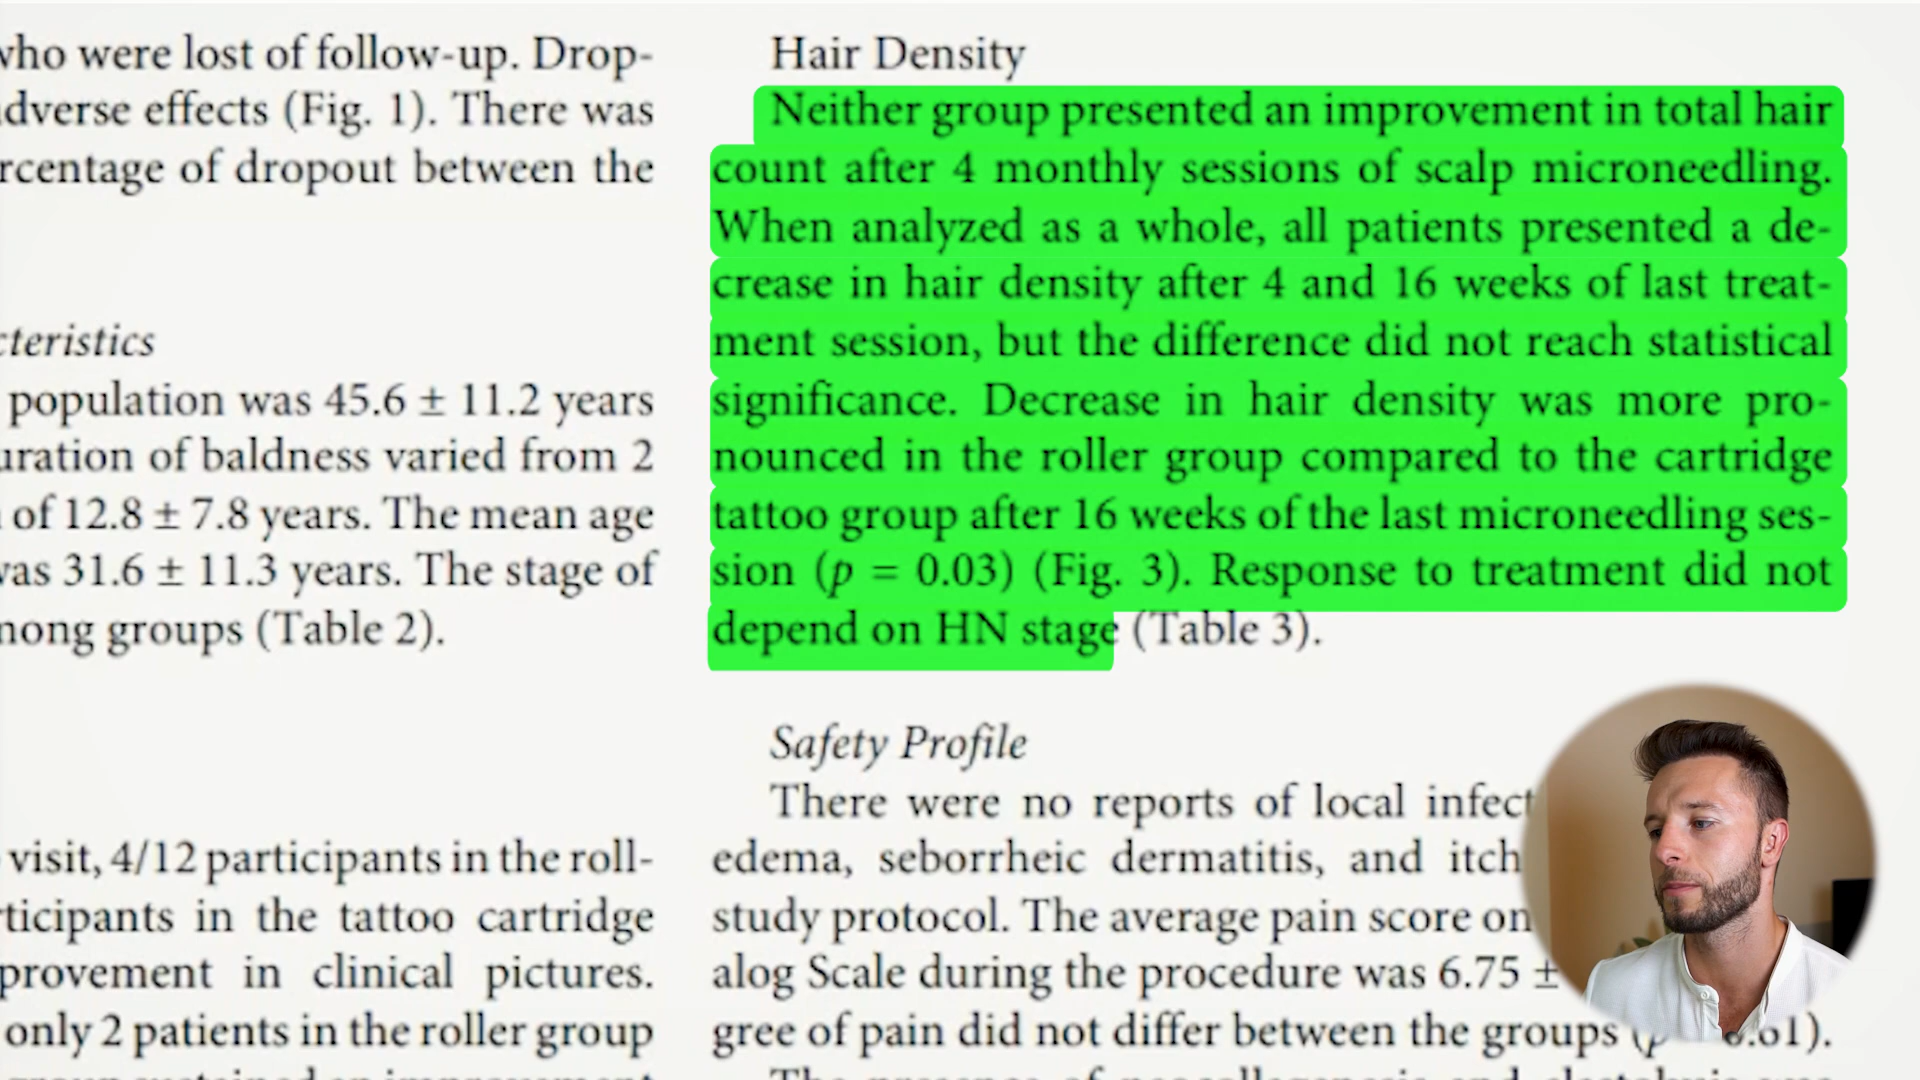 who were lost of follow-up. Drop-
adverse effects (Fig. 1). There was
rcentage of dropout between the
cteristics
population was 45.6 ± 11.2 years
uration of baldness varied from 2
of 12.8 ± 7.8 years. The mean age
was 31.6 ± 11.3 years. The stage of
mong groups (Table 2).
visit, 4/12 participants in the roll-
rticipants in the tattoo cartridge
provement in clinical pictures.
only 2 patients in the roller group
Hair Density
Neither group presented an improvement in total hair
count after 4 monthly sessions of scalp microneedling.
When analyzed as a whole, all patients presented a de-
crease in hair density after 4 and 16 weeks of last treat-
ment session, but the difference did not reach statistical
significance. Decrease in hair density was more pro-
nounced in the roller group compared to the cartridge
tattoo group after 16 weeks of the last microneedling ses-
sion (p = 0.03) (Fig. 3). Response to treatment did not
depend on HN stage (Table 3).
Safety Profile
There were no reports of local infect
edema, seborrheic dermatitis, and itch
study protocol. The average pain score on
alog Scale during the procedure was 6.75 ±
gree of pain did not differ between the groups (p